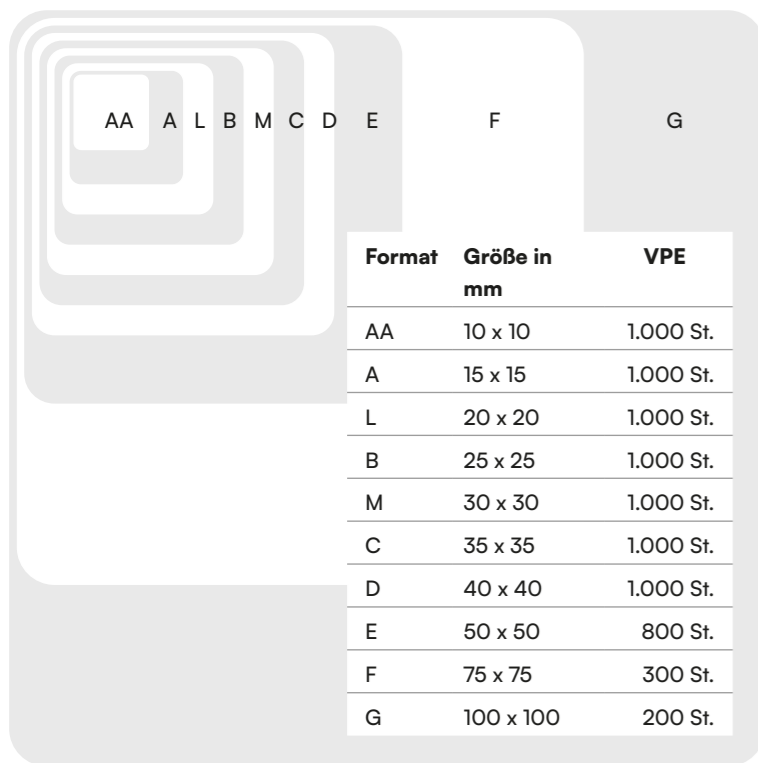 AA A L B M C D E F G
Format Größe in mm VPE
AA 10 x 10 1.000 St.
A 15 x 15 1.000 St.
L 20 x 20 1.000 St.
B 25 x 25 1.000 St.
M 30 x 30 1.000 St.
C 35 x 35 1.000 St.
D 40 x 40 1.000 St.
E 50 x 50 800 St.
F 75 x 75 300 St.
G 100 x 100 200 St.